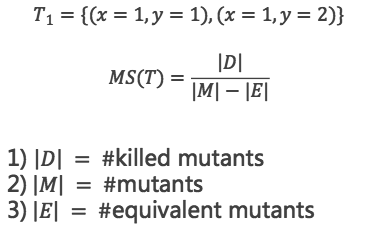 T₁ = {(x = 1, y = 1), (x = 1, y = 2)}
MS(T) = |D| / (|M| − |E|)
1) |D| = #killed mutants
2) |M| = #mutants
3) |E| = #equivalent mutants